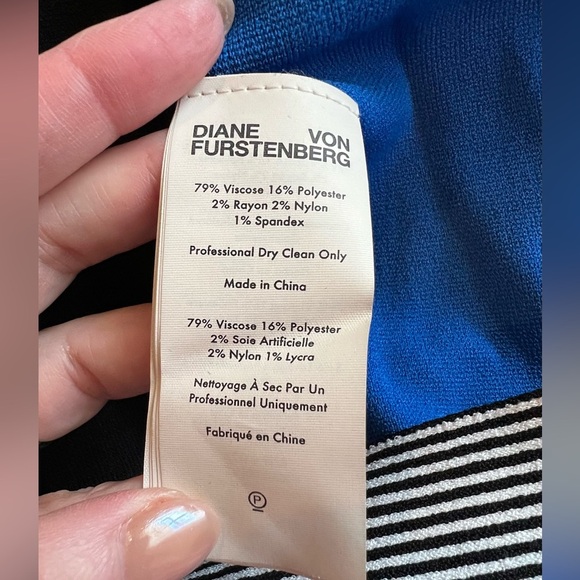 DIANE VON
FURSTENBERG
79% Viscose 16% Polyester
2% Rayon 2% Nylon
1% Spandex
Professional Dry Clean Only
Made in China
79% Viscose 16% Polyester
2% Soie Artificielle
2% Nylon 1% Lycra
Nettoyage À Sec Par Un
Professionnel Uniquement
Fabriqué en Chine
P